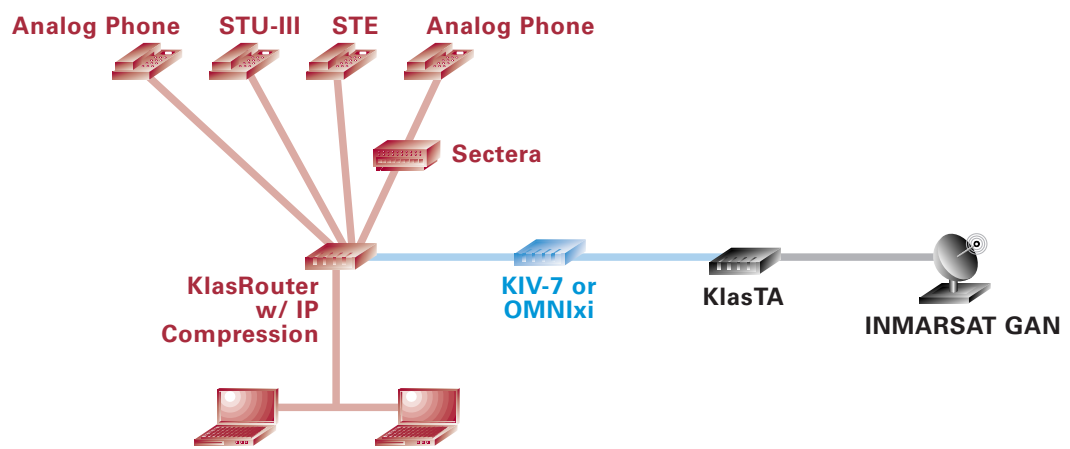 Analog Phone
STU-III
STE
Analog Phone
Sectera
KlasRouter
w/ IP
Compression
KIV-7 or
OMNIxi
KlasTA
INMARSAT GAN